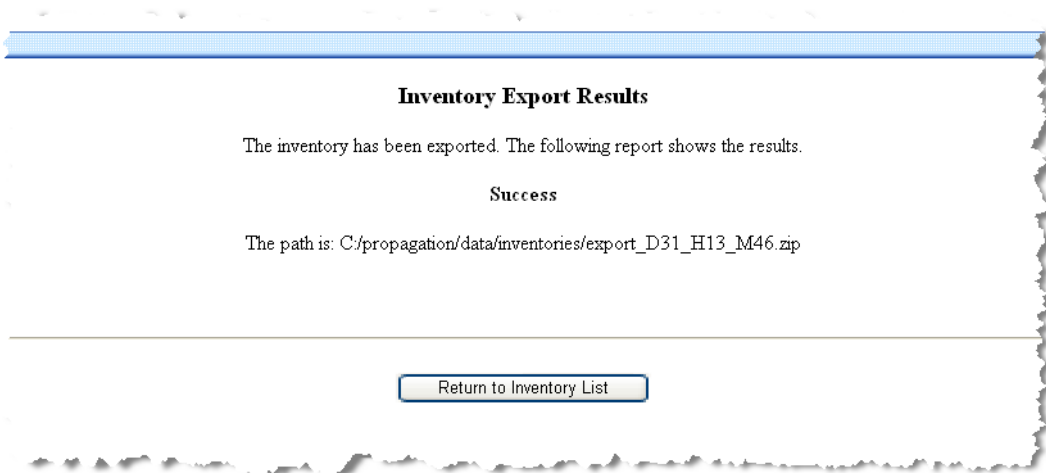 Inventory Export Results
The inventory has been exported. The following report shows the results.
Success
The path is: C:/propagation/data/inventories/export_D31_H13_M46.zip
Return to Inventory List